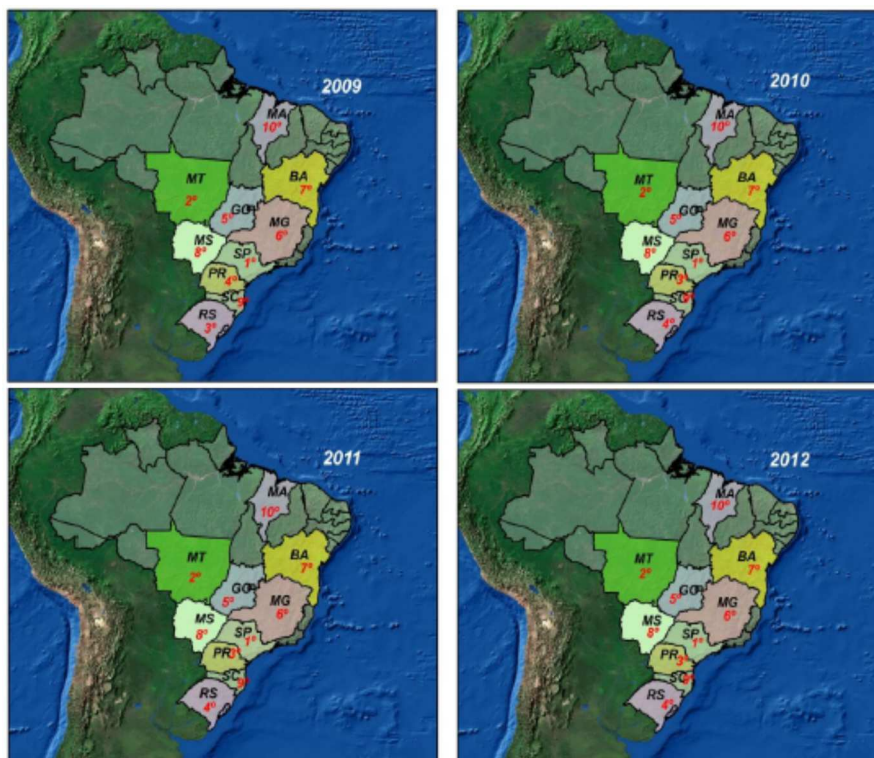 2009
MA
10º
MT
2º
BA
7º
GO
5º
MG
6º
MS
8º
SP
1º
PR
4º
SC
9º
RS
3º
2010
MA
10º
MT
2º
BA
7º
GO
5º
MG
6º
MS
8º
SP
1º
PR
3º
SC
RS
4º
2011
MA
10º
MT
2º
BA
7º
GO
5º
MG
6º
MS
8º
SP
1º
PR
3º
SC
9º
RS
4º
2012
MA
10º
MT
2º
BA
7º
GO
5º
MG
6º
MS
8º
SP
1º
PR
3º
SC
RS
4º